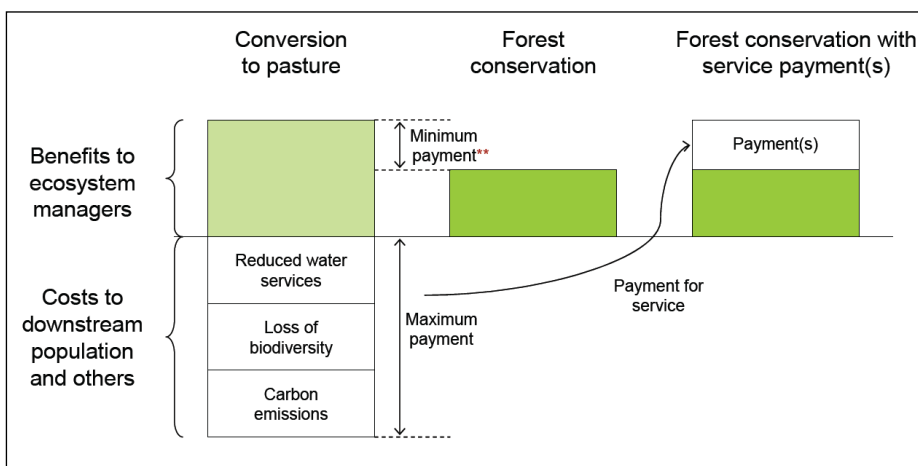 Conversion
to pasture
Forest
conservation
Forest conservation with
service payment(s)
Benefits to
ecosystem
managers
Minimum
payment**
Payment(s)
Costs to
downstream
population
and others
Reduced water
services
Loss of
biodiversity
Carbon
emissions
Maximum
payment
Payment for
service